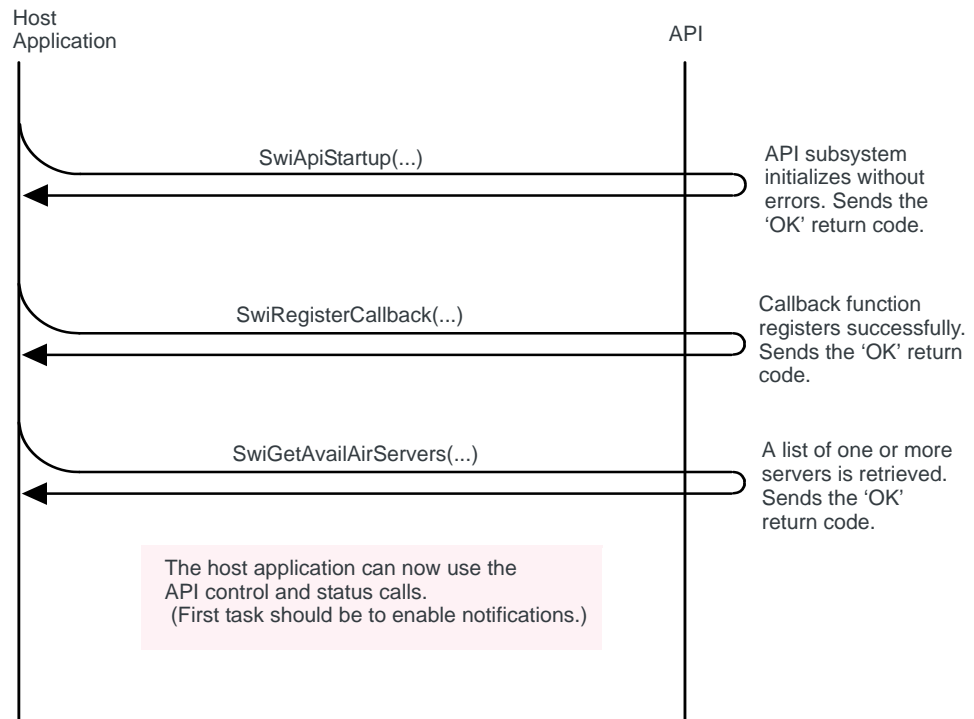 Host
Application
API
SwiApiStartup(...)
API subsystem
initializes without
errors. Sends the
‘OK’ return code.
SwiRegisterCallback(...)
Callback function
registers successfully.
Sends the ‘OK’ return
code.
SwiGetAvailAirServers(...)
A list of one or more
servers is retrieved.
Sends the ‘OK’
return code.
The host application can now use the
API control and status calls.
(First task should be to enable notifications.)